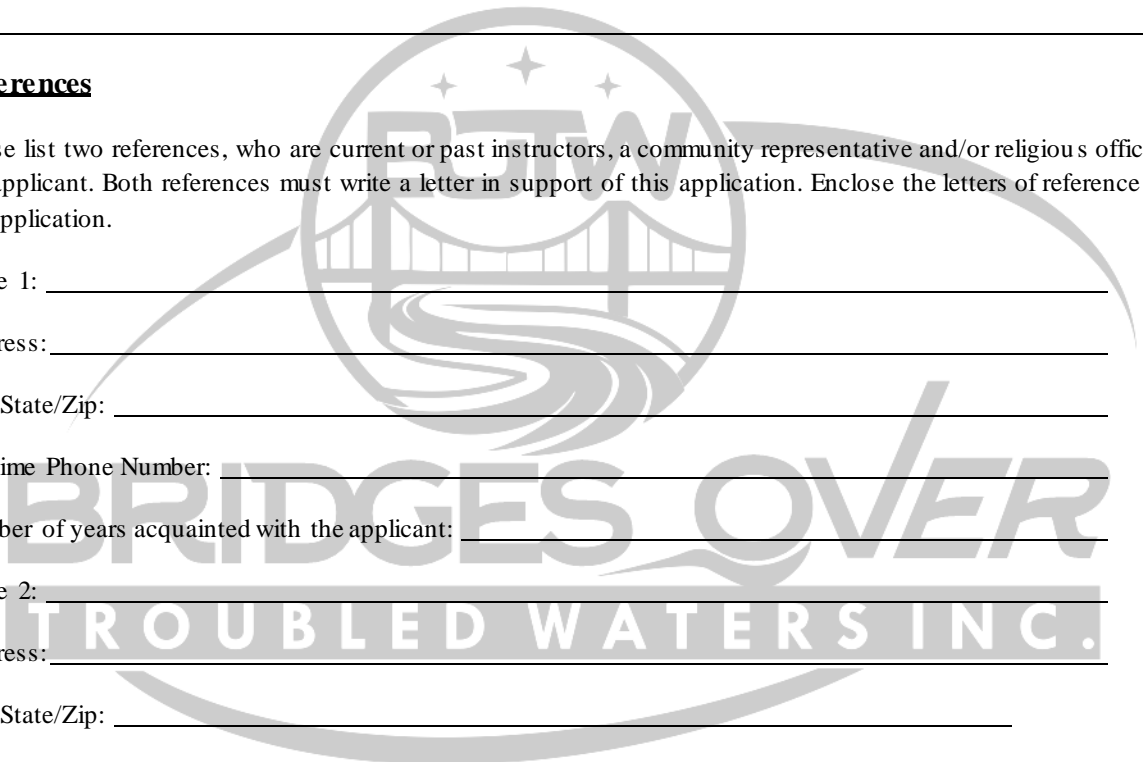 erences
se list two references, who are current or past instructors, a community representative and/or religious offic
applicant. Both references must write a letter in support of this application. Enclose the letters of reference
pplication.
e 1:
ress:
State/Zip:
ime Phone Number:
BRIDGES OVER
ber of years acquainted with the applicant:
e 2:
TROUBLED WATERS INC.
ress:
State/Zip: